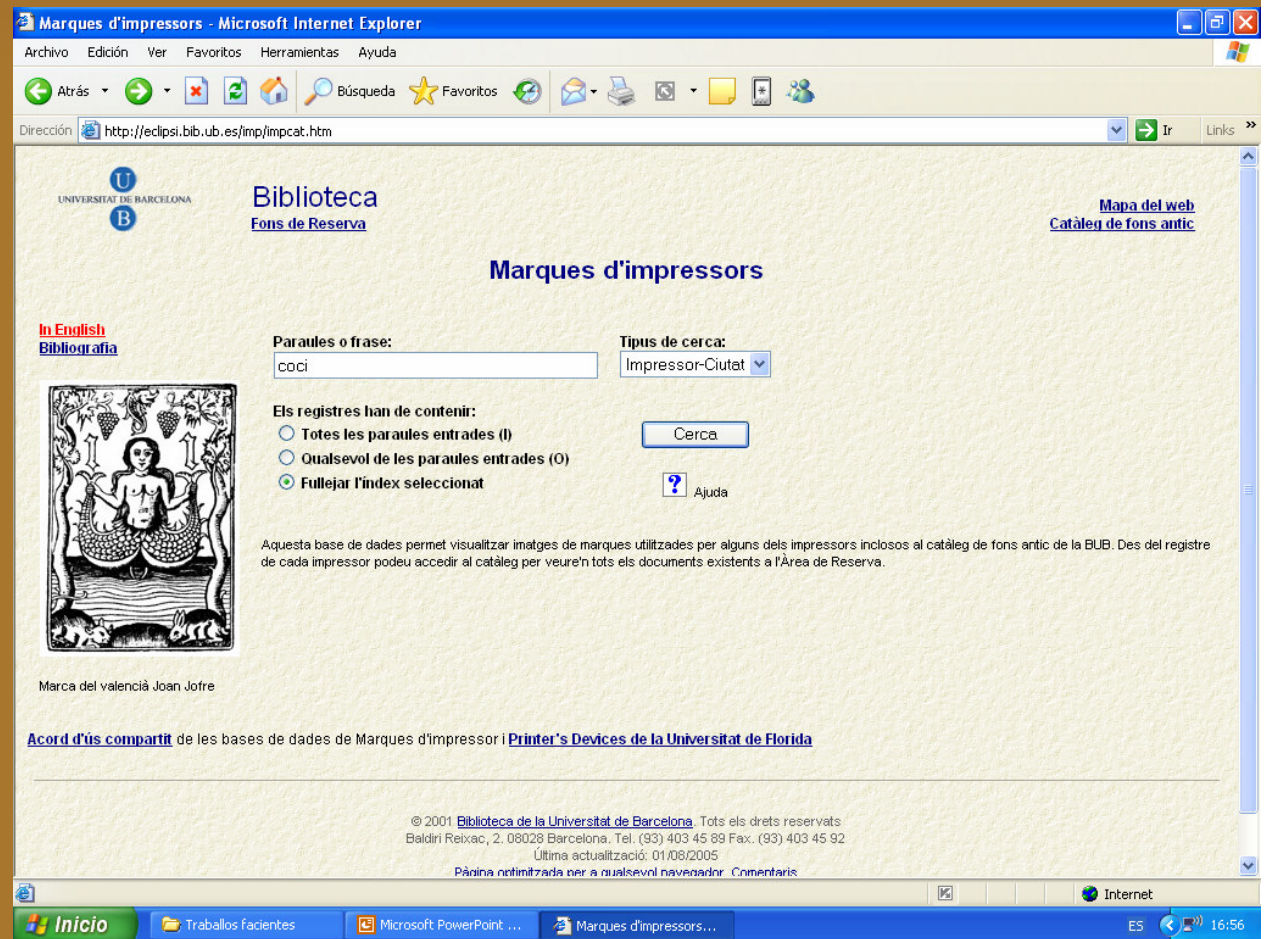 Marques d'impressors - Microsoft Internet Explorer
Archivo Edición Ver Favoritos Herramientas Ayuda
Atrás Búsqueda Favoritos
Dirección http://eclipsi.bib.ub.es/imp/impcat.htm Ir Links »
U
UNIVERSITAT DE BARCELONA
B
Biblioteca
Fons de Reserva
Mapa del web
Catàleg de fons antic
Marques d'impressors
In English
Bibliografia
Paraules o frase: Tipus de cerca:
coci Impressor-Ciutat
Els registres han de contenir:
Totes les paraules entrades (I) Cerca
Qualsevol de les paraules entrades (O)
Fullejar l'índex seleccionat ? Ajuda
I I
Aquesta base de dades permet visualitzar imatges de marques utilitzades per alguns dels impressors inclosos al catàleg de fons antic de la BUB. Des del registre
de cada impressor podeu accedir al catàleg per veure'n tots els documents existents a l'Àrea de Reserva.
Marca del valencià Joan Jofre
Acord d'ús compartit de les bases de dades de Marques d'impressor i Printer's Devices de la Universitat de Florida
© 2001 Biblioteca de la Universitat de Barcelona. Tots els drets reservats
Baldiri Reixac, 2. 08028 Barcelona. Tel. (93) 403 45 89 Fax. (93) 403 45 92
Última actualització: 01/08/2005
Pàgina optimitzada per a qualsevol navegador. Comentaris
Internet
Inicio Traballos facientes Microsoft PowerPoint ... Marques d'impressors... ES 16:56